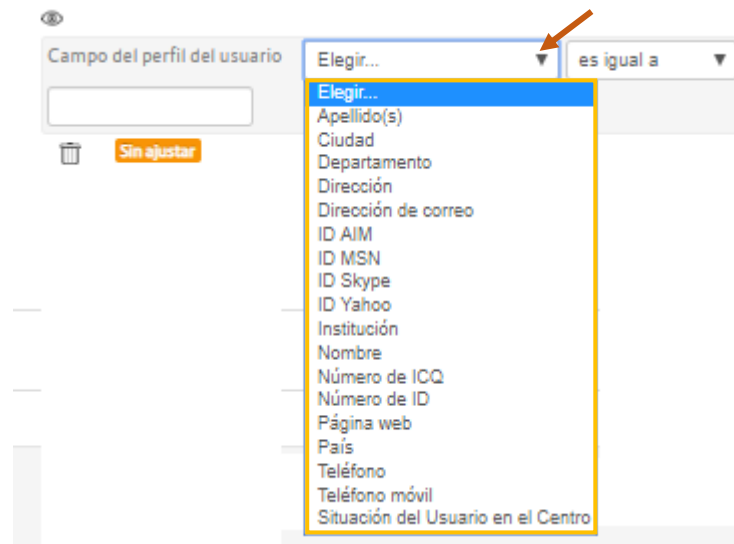 Campo del perfil del usuario
Elegir...
es igual a
Elegir...
Apellido(s)
Ciudad
Sin ajustar
Departamento
Dirección
Dirección de correo
ID AIM
ID MSN
ID Skype
ID Yahoo
Institución
Nombre
Número de ICQ
Número de ID
Página web
País
Teléfono
Teléfono móvil
Situación del Usuario en el Centro